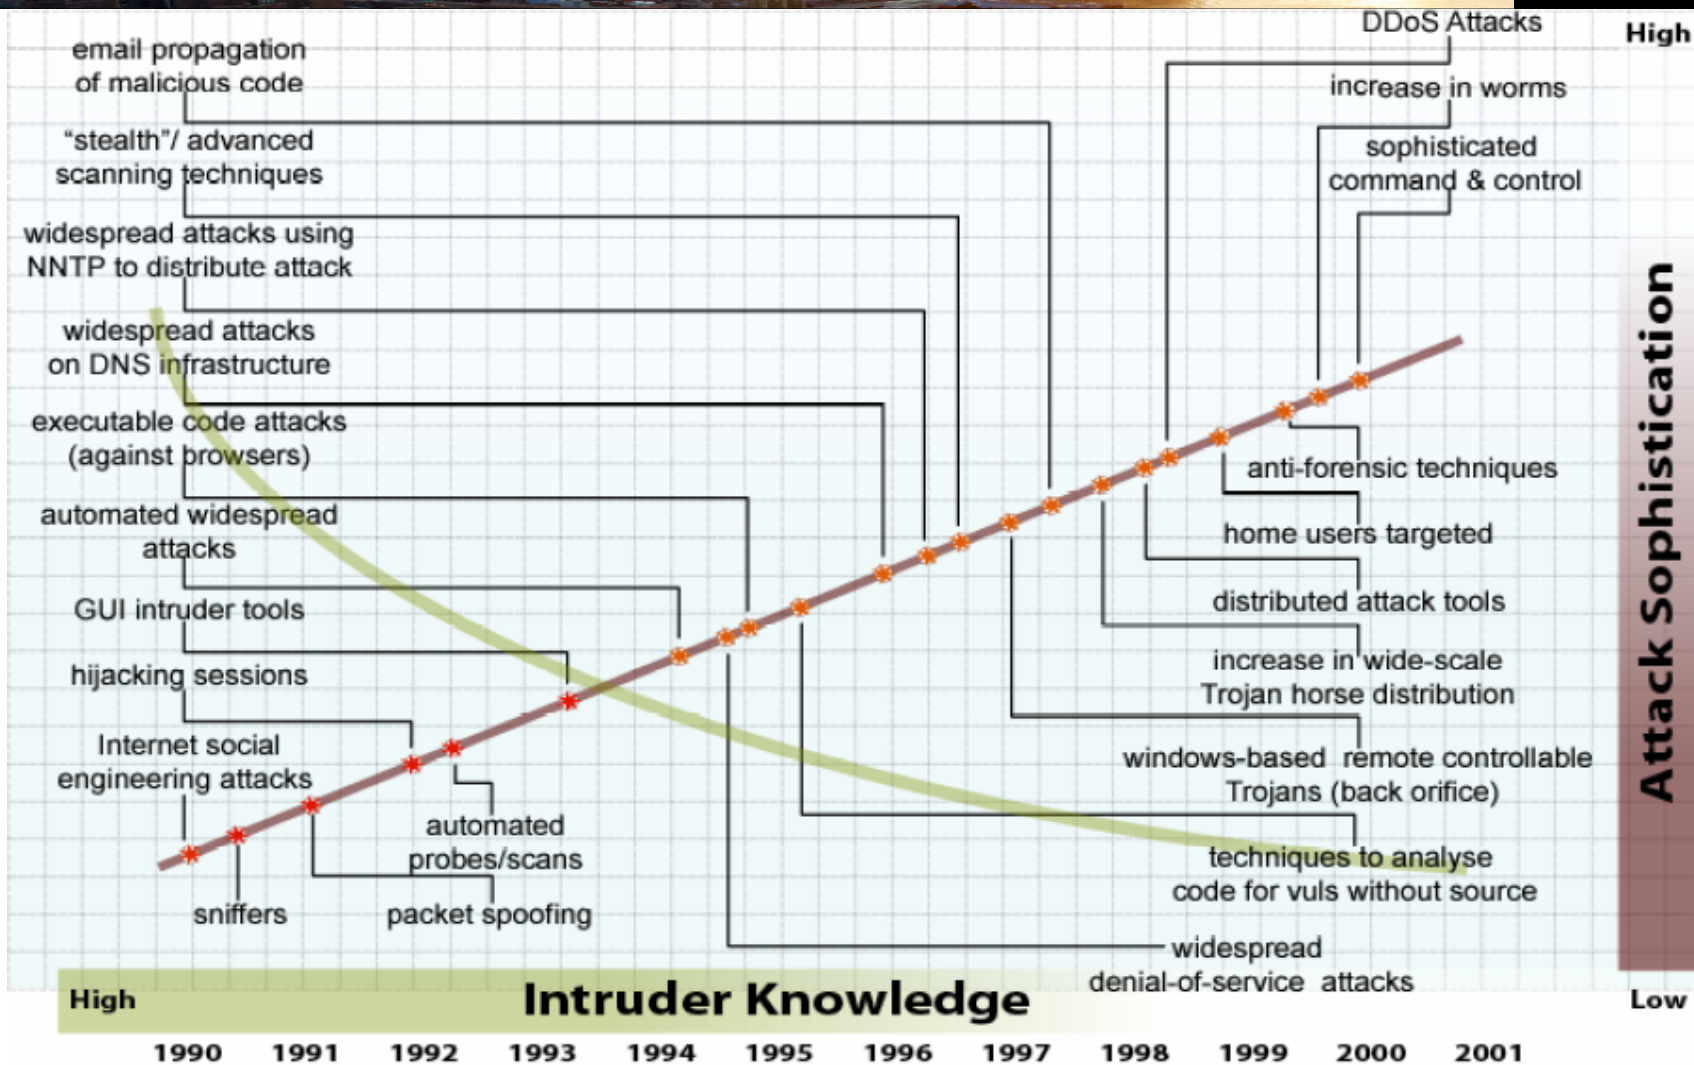 email propagation
of malicious code
“stealth”/ advanced
scanning techniques
widespread attacks using
NNTP to distribute attack
widespread attacks
on DNS infrastructure
executable code attacks
(against browsers)
automated widespread
attacks
GUI intruder tools
hijacking sessions
Internet social
engineering attacks
sniffers
automated
probes/scans
packet spoofing
DDoS Attacks
increase in worms
sophisticated
command & control
anti-forensic techniques
home users targeted
distributed attack tools
increase in wide-scale
Trojan horse distribution
windows-based remote controllable
Trojans (back orifice)
techniques to analyse
code for vuls without source
widespread
denial-of-service attacks
High
Attack Sophistication
Low
High
Intruder Knowledge
1990 1991 1992 1993 1994 1995 1996 1997 1998 1999 2000 2001